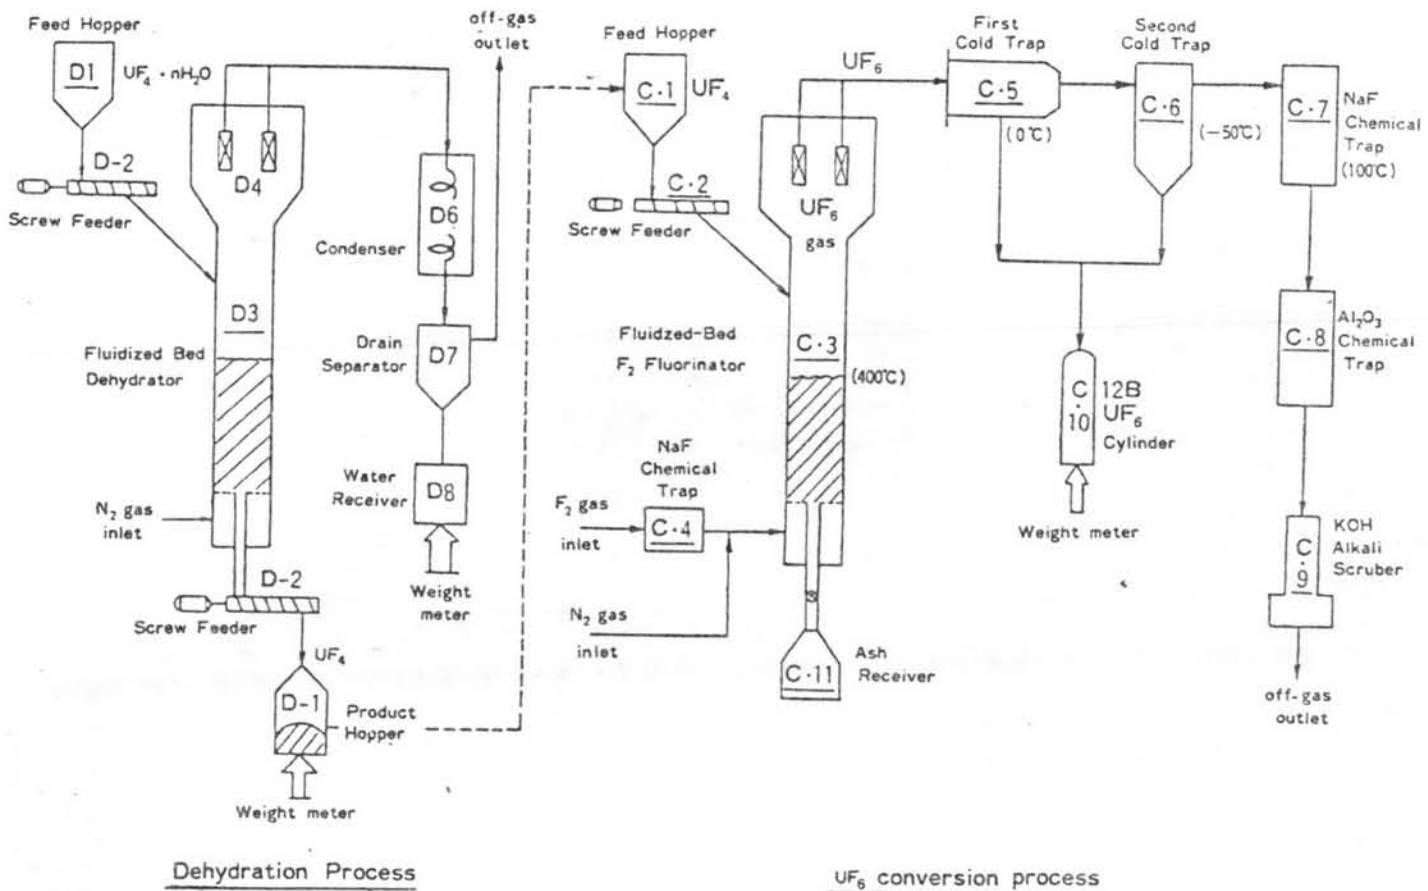 Feed Hopper
D1
UF₄・nH₂O
D-2
Screw Feeder
D4
D3
Fluidized Bed
Dehydrator
N₂ gas
inlet
D-2
Screw Feeder
UF₄
D-1
Product
Hopper
Weight meter
Condenser
D6
Drain
Separator
D7
Water
Receiver
D8
Weight
meter
off-gas
outlet
Dehydration Process
Feed Hopper
C・1
UF₄
C・2
Screw Feeder
UF₆
UF₆
gas
Fluidzed-Bed
F₂ Fluorinator
C・3
(400℃)
NaF
Chemical
Trap
F₂ gas
inlet
C・4
N₂ gas
inlet
C・11
Ash
Receiver
First
Cold Trap
C・5
(0℃)
Second
Cold Trap
C・6
(−50℃)
C・7
NaF
Chemical
Trap
(100℃)
C・8
Al₂O₃
Chemical
Trap
C
・
10
12B
UF₆
Cylinder
Weight meter
C
・
9
KOH
Alkali
Scruber
off-gas
outlet
UF₆ conversion process